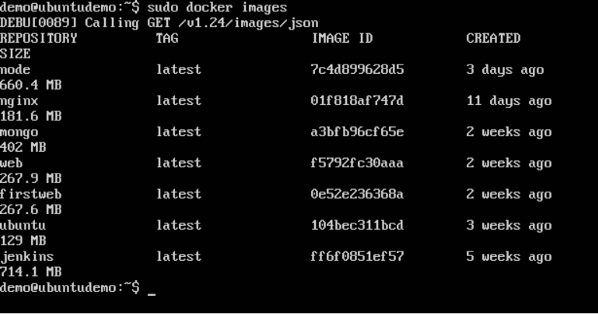 demo@ubuntudemo:~$ sudo docker images
DEBU[0089] Calling GET /v1.24/images/json
REPOSITORY TAG IMAGE ID CREATED
SIZE
node latest 7c4d899628d5 3 days ago
660.4 MB
nginx latest 01f818af747d 11 days ago
181.6 MB
mongo latest a3bfb96cf65e 2 weeks ago
402 MB
web latest f5792fc30aaa 2 weeks ago
267.9 MB
firstweb latest 0e52e236368a 2 weeks ago
267.6 MB
ubuntu latest 104bec311bcd 3 weeks ago
129 MB
jenkins latest ff6f0851ef57 5 weeks ago
714.1 MB
demo@ubuntudemo:~$ _